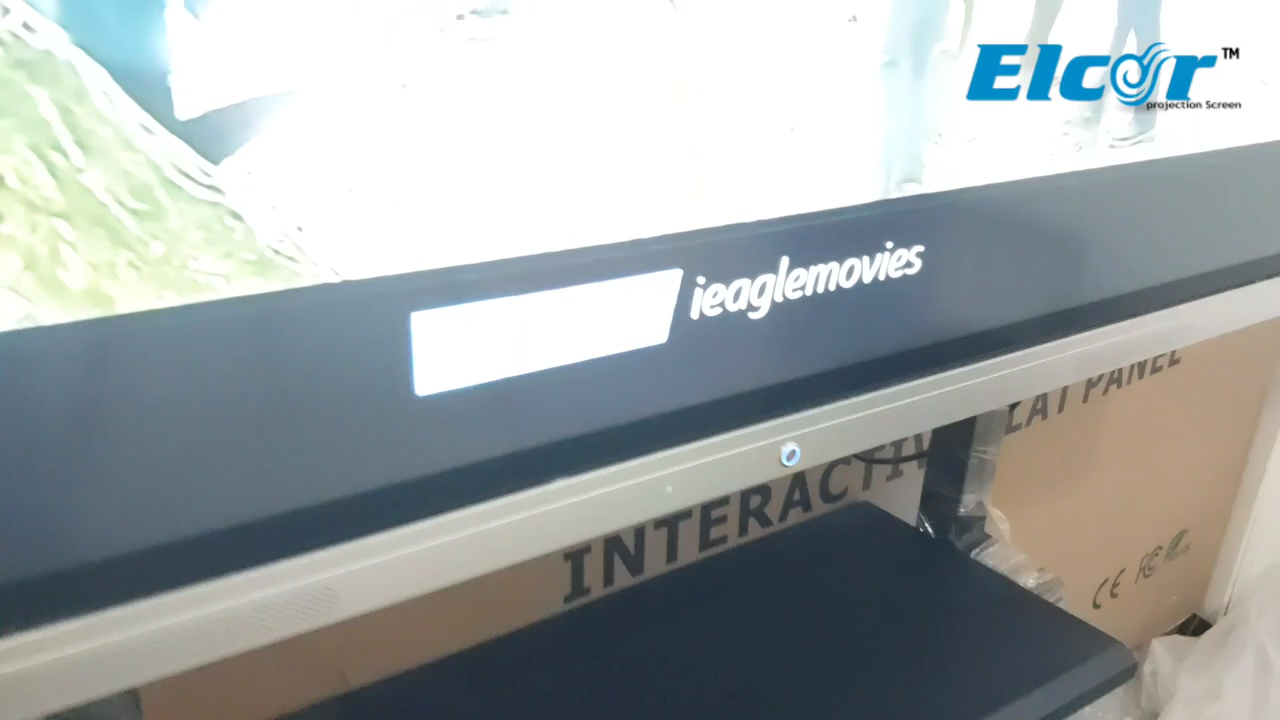 Elcor™
projection Screen
ieaglemovies
INTERACTIV
LAT PANEL
CE FC